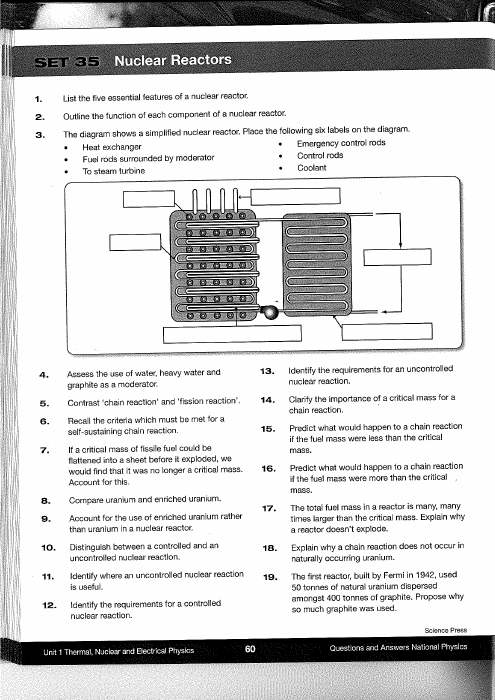 SET 35 Nuclear Reactors
1. List the five essential features of a nuclear reactor.
2. Outline the function of each component of a nuclear reactor.
3. The diagram shows a simplified nuclear reactor. Place the following six labels on the diagram.
• Heat exchanger
• Fuel rods surrounded by moderator
• To steam turbine
• Emergency control rods
• Control rods
• Coolant
4. Assess the use of water, heavy water and
graphite as a moderator.
5. Contrast 'chain reaction' and 'fission reaction'.
6. Recall the criteria which must be met for a
self-sustaining chain reaction.
7. If a critical mass of fissile fuel could be
flattened into a sheet before it exploded, we
would find that it was no longer a critical mass.
Account for this.
8. Compare uranium and enriched uranium.
9. Account for the use of enriched uranium rather
than uranium in a nuclear reactor.
10. Distinguish between a controlled and an
uncontrolled nuclear reaction.
11. Identify where an uncontrolled nuclear reaction
is useful.
12. Identify the requirements for a controlled
nuclear reaction.
13. Identify the requirements for an uncontrolled
nuclear reaction.
14. Clarify the importance of a critical mass for a
chain reaction.
15. Predict what would happen to a chain reaction
if the fuel mass were less than the critical
mass.
16. Predict what would happen to a chain reaction
if the fuel mass were more than the critical
mass.
17. The total fuel mass in a reactor is many, many
times larger than the critical mass. Explain why
a reactor doesn't explode.
18. Explain why a chain reaction does not occur in
naturally occurring uranium.
19. The first reactor, built by Fermi in 1942, used
50 tonnes of natural uranium dispersed
amongst 400 tonnes of graphite. Propose why
so much graphite was used.
Science Press
Unit 1 Thermal, Nuclear and Electrical Physics 60 Questions and Answers National Physics